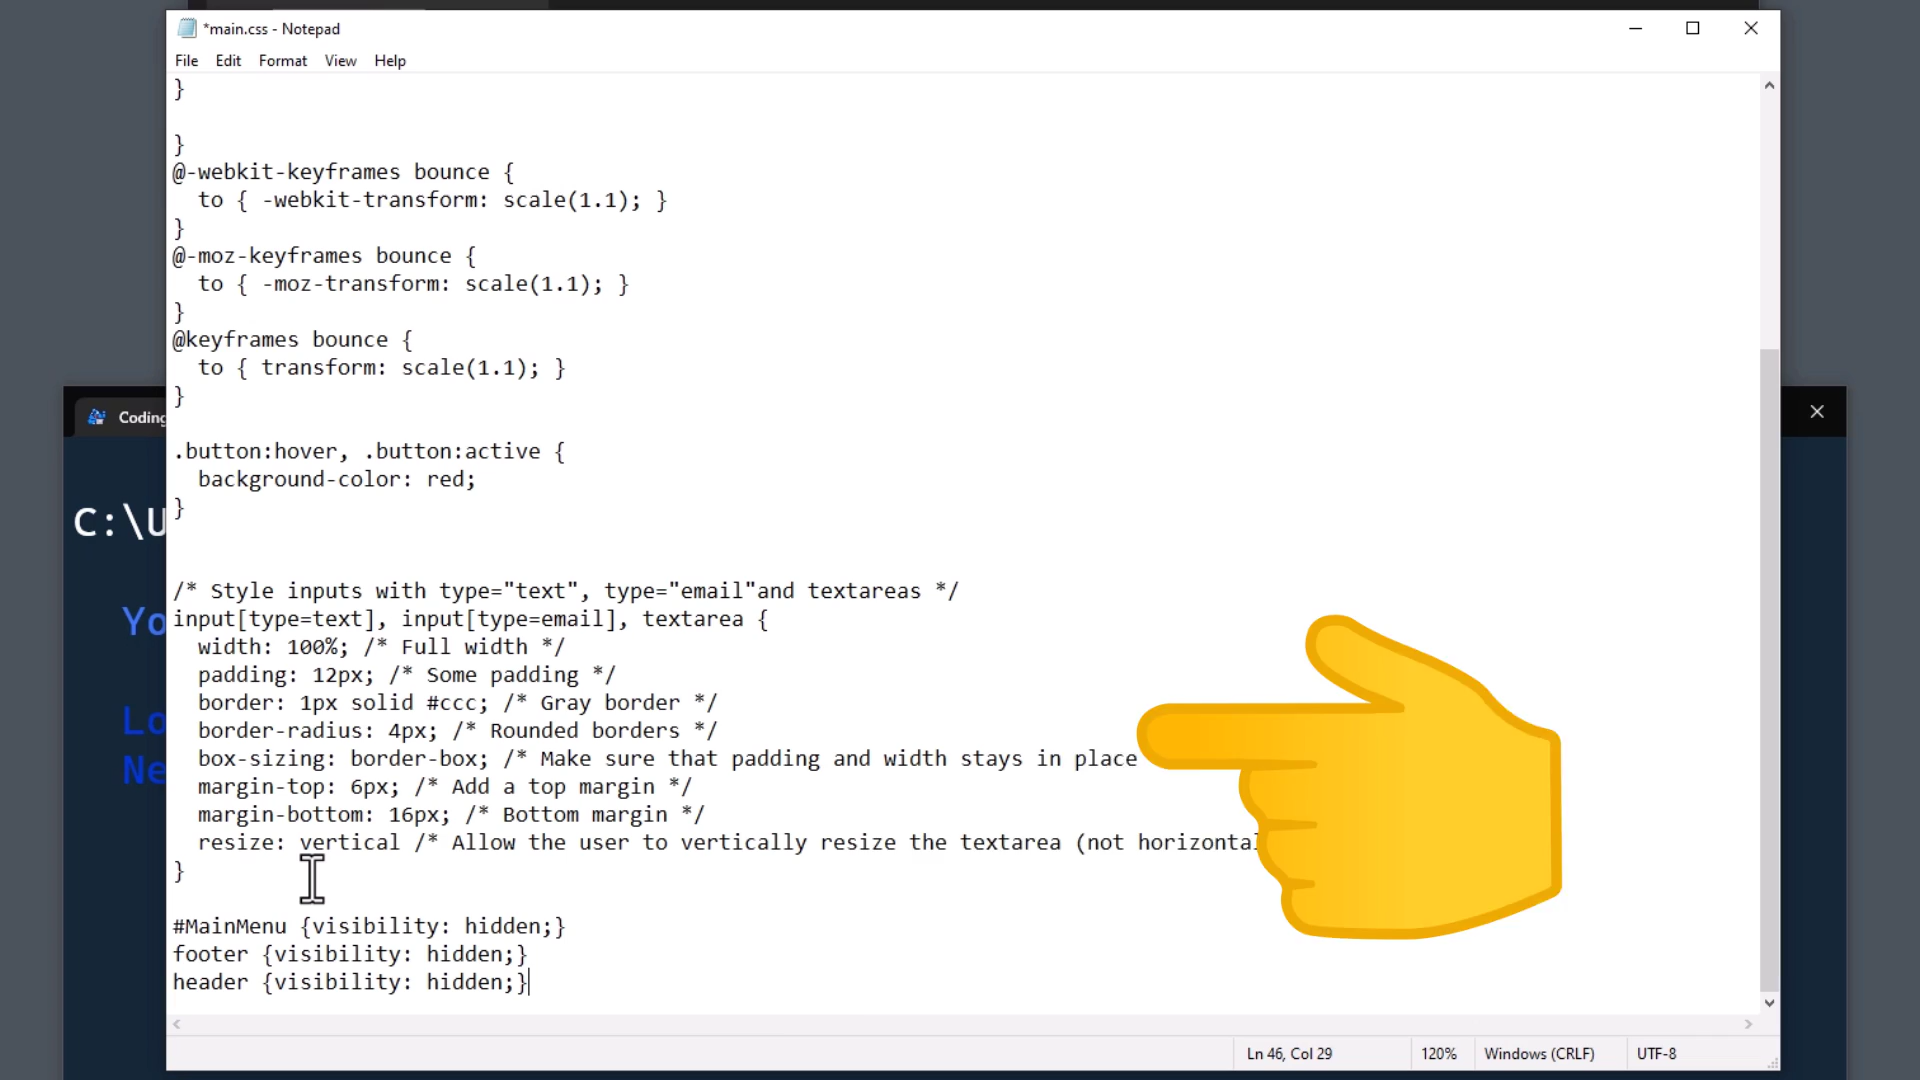 *main.css - Notepad
File Edit Format View Help
}
}
@-webkit-keyframes bounce {
to { -webkit-transform: scale(1.1); }
}
@-moz-keyframes bounce {
to { -moz-transform: scale(1.1); }
}
@keyframes bounce {
to { transform: scale(1.1); }
}
Coding
.button:hover, .button:active {
background-color: red;
}
C:\U
/* Style inputs with type="text", type="email"and textareas */
input[type=text], input[type=email], textarea {
Yo
width: 100%; /* Full width */
padding: 12px; /* Some padding */
border: 1px solid #ccc; /* Gray border */
Lo
border-radius: 4px; /* Rounded borders */
box-sizing: border-box; /* Make sure that padding and width stays in place
Ne
margin-top: 6px; /* Add a top margin */
margin-bottom: 16px; /* Bottom margin */
resize: vertical /* Allow the user to vertically resize the textarea (not horizontal
}
#MainMenu {visibility: hidden;}
footer {visibility: hidden;}
header {visibility: hidden;}
Ln 46, Col 29 120% Windows (CRLF) UTF-8